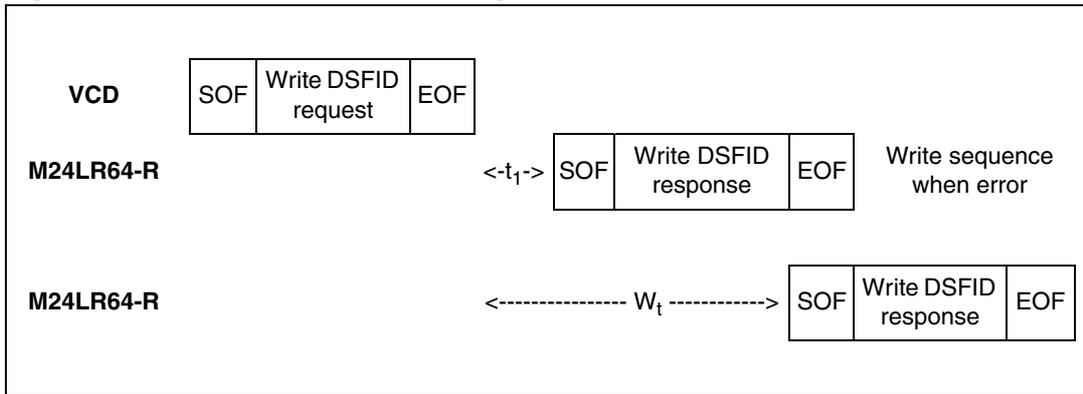 VCD SOF Write DSFID request EOF
M24LR64-R <-t₁-> SOF Write DSFID response EOF Write sequence when error
M24LR64-R <---------------- Wₜ ------------> SOF Write DSFID response EOF